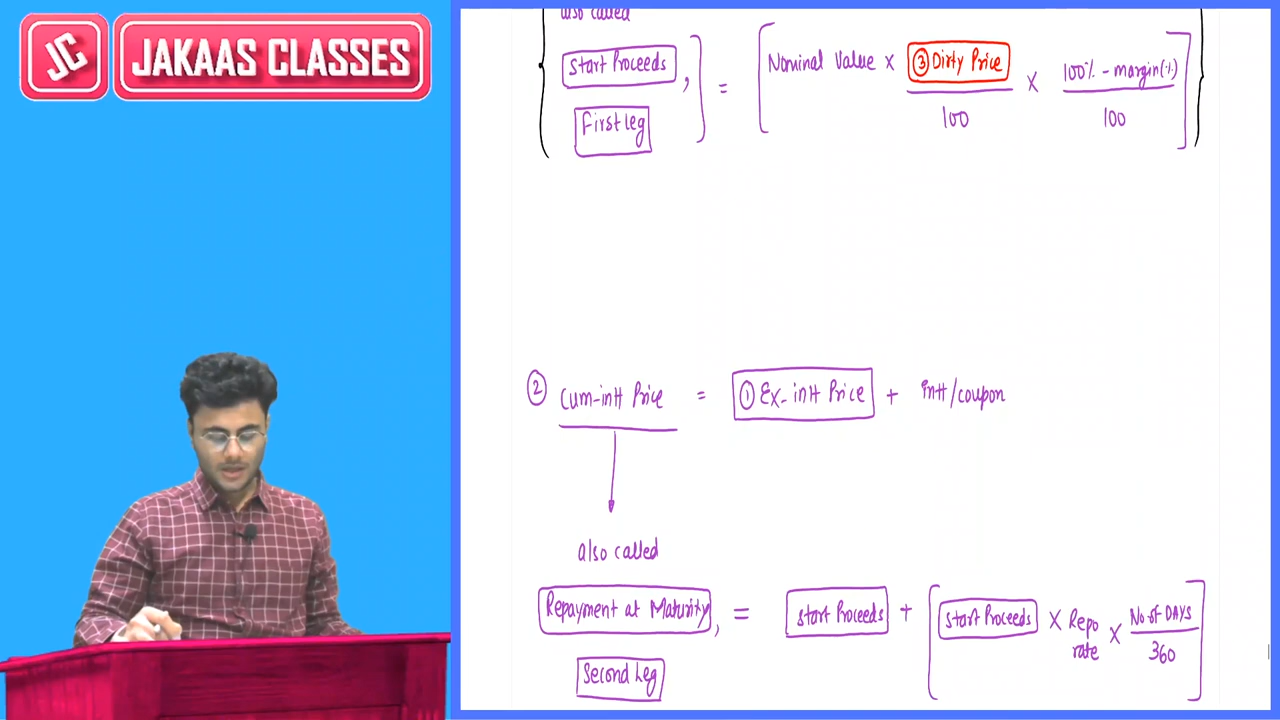 JC
JAKAAS CLASSES
also called
Start Proceeds, = [ Nominal Value × ③ Dirty Price / 100 × 100% - margin(%) / 100 ]
First Leg
② Cum-intt Price = ① Ex-intt Price + intt/coupon
also called
Repayment at Maturity, = Start Proceeds + [ Start Proceeds × Repo rate × No of DAYS / 360 ]
Second Leg